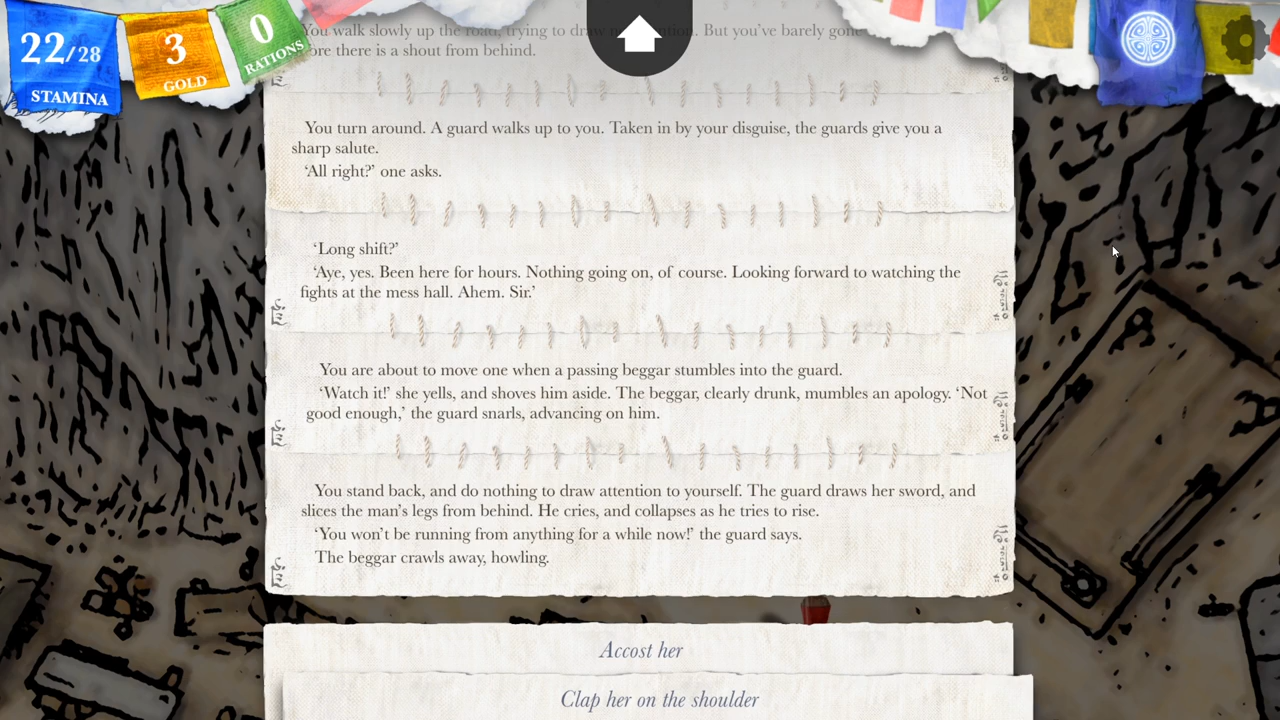 22/28
STAMINA
3
GOLD
0
RATIONS
You walk slowly up the road, trying to draw no attention. But you've barely gone
ore there is a shout from behind.
You turn around. A guard walks up to you. Taken in by your disguise, the guards give you a
sharp salute.
‘All right?’ one asks.
‘Long shift?’
‘Aye, yes. Been here for hours. Nothing going on, of course. Looking forward to watching the
fights at the mess hall. Ahem. Sir.’
You are about to move one when a passing beggar stumbles into the guard.
‘Watch it!’ she yells, and shoves him aside. The beggar, clearly drunk, mumbles an apology. ‘Not
good enough,’ the guard snarls, advancing on him.
You stand back, and do nothing to draw attention to yourself. The guard draws her sword, and
slices the man’s legs from behind. He cries, and collapses as he tries to rise.
‘You won’t be running from anything for a while now!’ the guard says.
The beggar crawls away, howling.
Accost her
Clap her on the shoulder